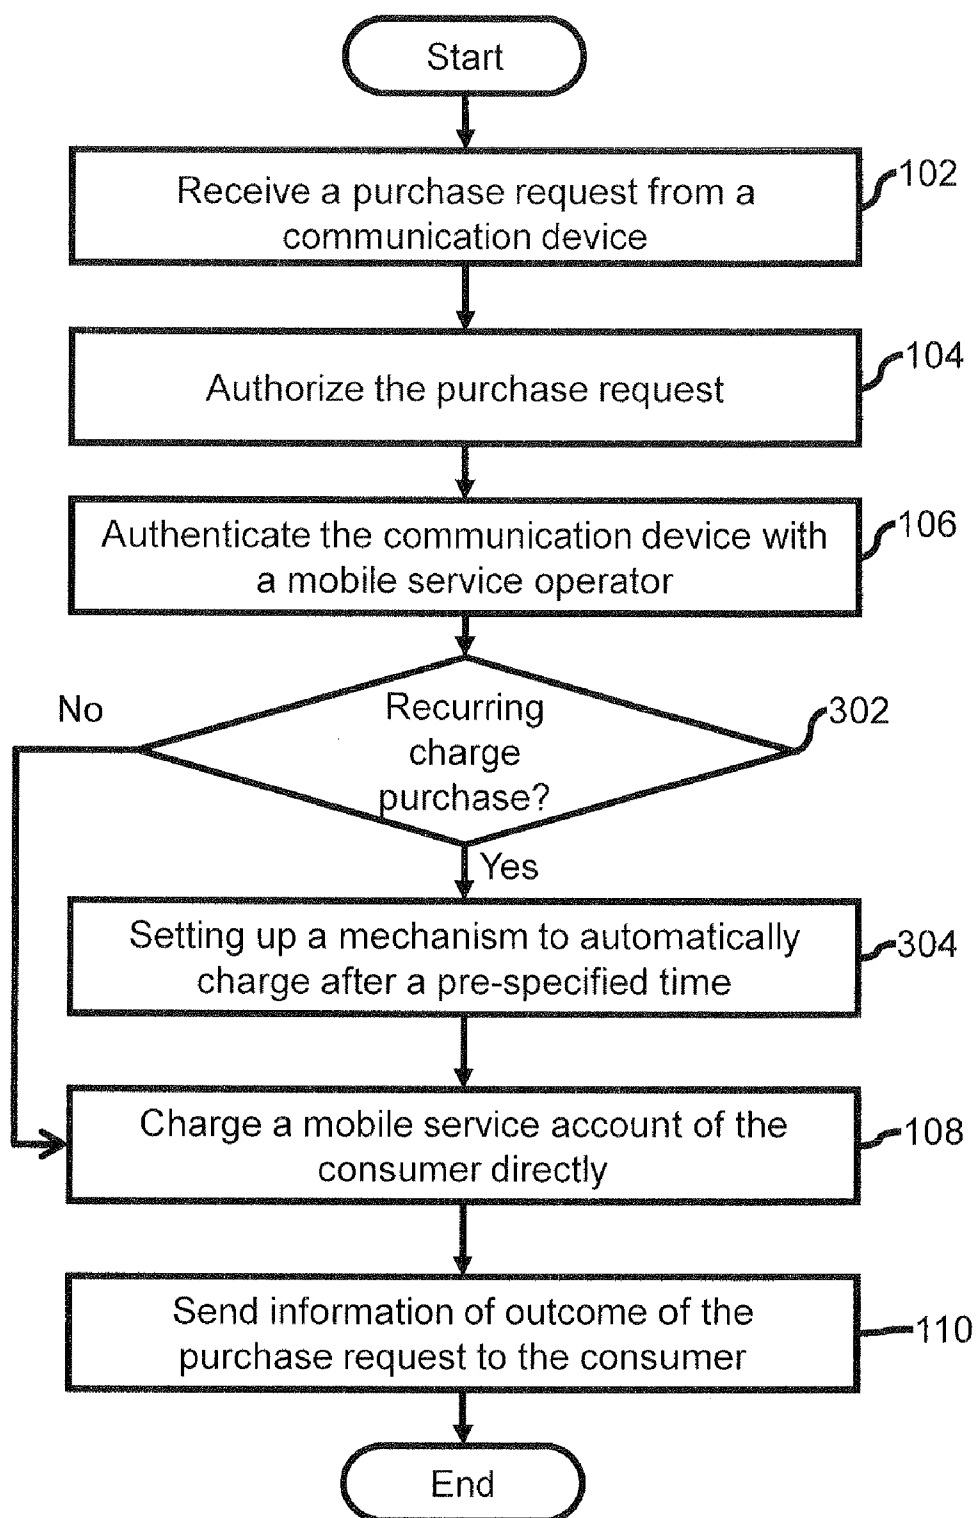 Start
Receive a purchase request from a
communication device
102
Authorize the purchase request
104
Authenticate the communication device with
a mobile service operator
106
No
Recurring
charge
purchase?
302
Yes
Setting up a mechanism to automatically
charge after a pre-specified time
304
Charge a mobile service account of the
consumer directly
108
Send information of outcome of the
purchase request to the consumer
110
End